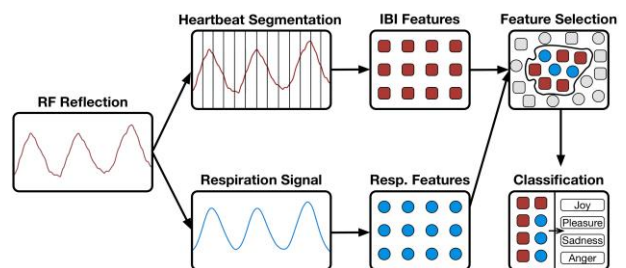 Heartbeat Segmentation
IBI Features
Feature Selection
RF Reflection
Respiration Signal
Resp. Features
Classification
Joy
Pleasure
Sadness
Anger